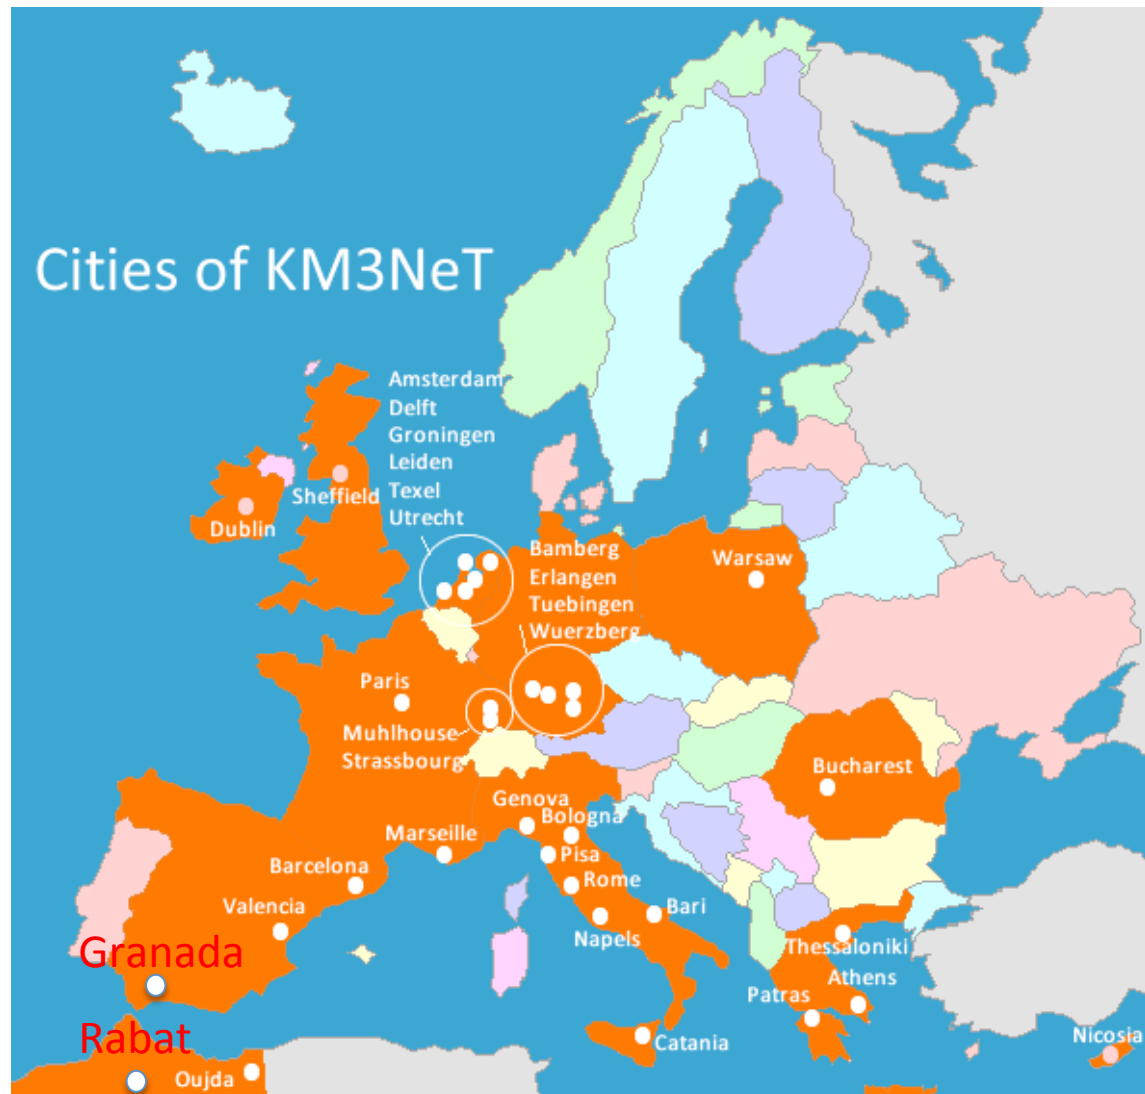 Cities of KM3NeT
Amsterdam
Delft
Groningen
Leiden
Texel
Utrecht
Sheffield
Dublin
Bamberg
Erlangen
Tuebingen
Wuerzberg
Warsaw
Paris
Muhlhouse
Strassbourg
Bucharest
Genova
Bologna
Marseille
Pisa
Barcelona
Rome
Valencia
Bari
Napels
Granada
Thessaloniki
Athens
Patras
Rabat
Catania
Nicosia
Oujda